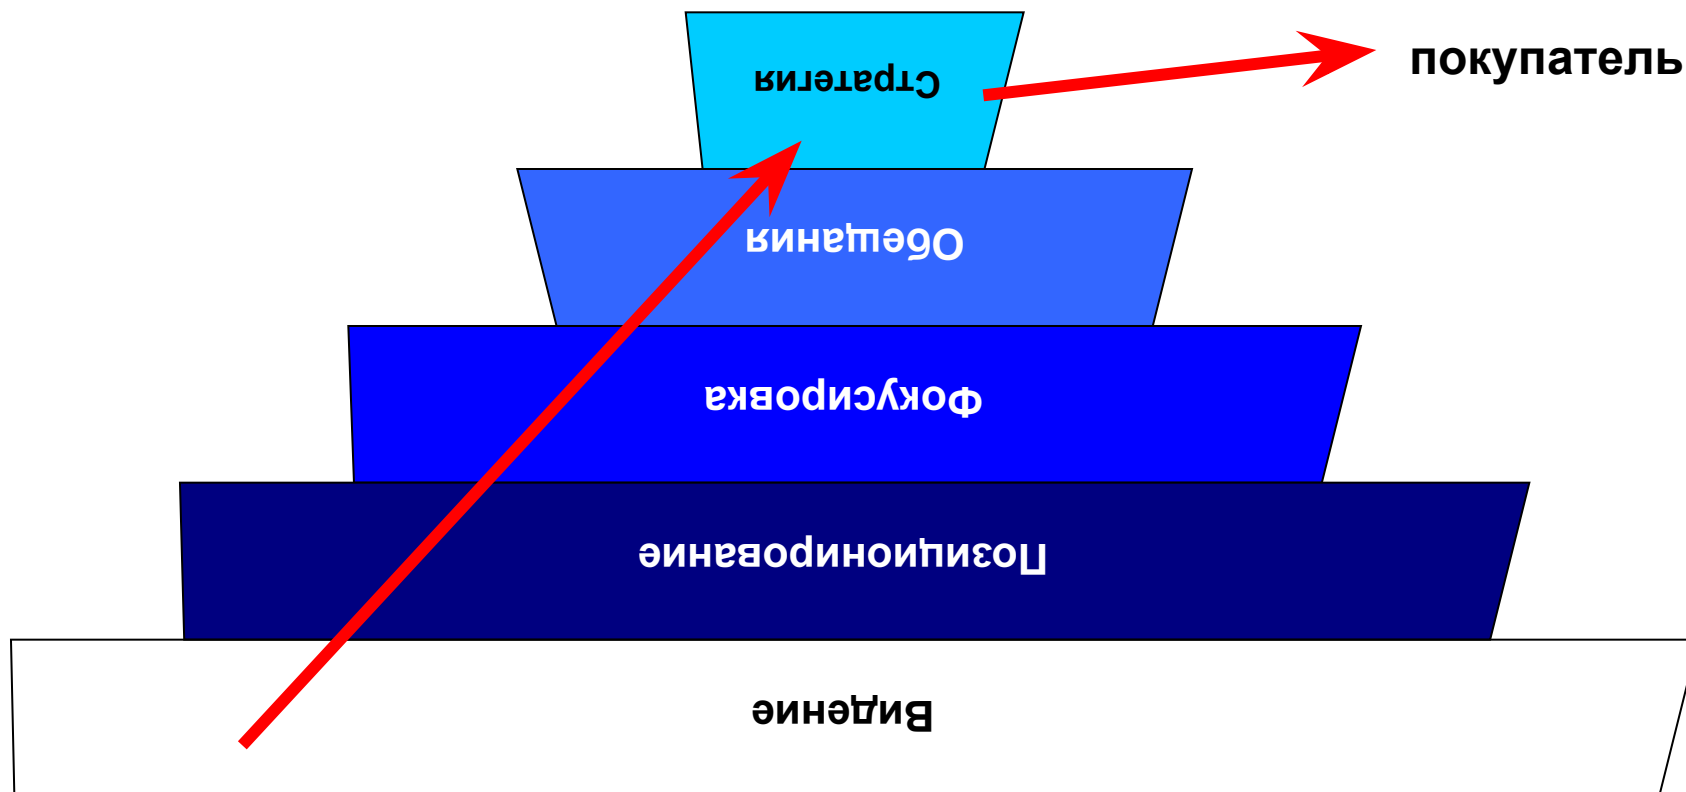 Стратегия
покупатель
Обещания
Фокусировка
Позиционирование
Видение